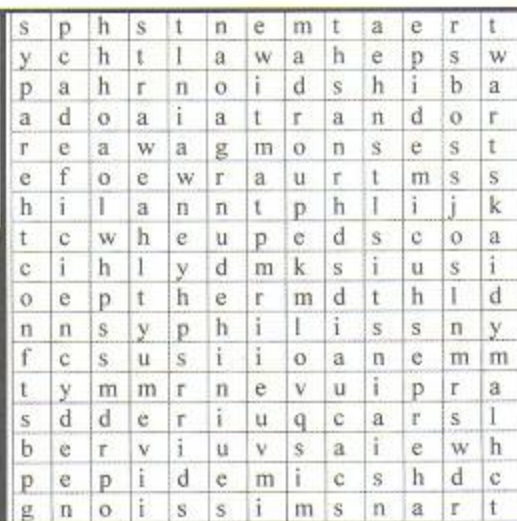 s p h s t n e m t a e r t
y c h t l a w a h e p s w
p a h r n o i d s h i b a
a d o a i a t r a n d o r
r e a w a g m o n s e s t
e f o e w r a u r t m s s
h i l a n n t p h l i j k
t c w h e u p e d s c o a
c i h l y d m k s i u s i
o e p t h e r m d t h l d
n n s y p h i l i s s n y
f c s u s i i o a n e m m
t y m m r n e v u i p r a
s d d e r i u q c a r s l
b e r v i u v s a i e w h
p e p i d e m i c s h d c
g n o i s s i m s n a r t